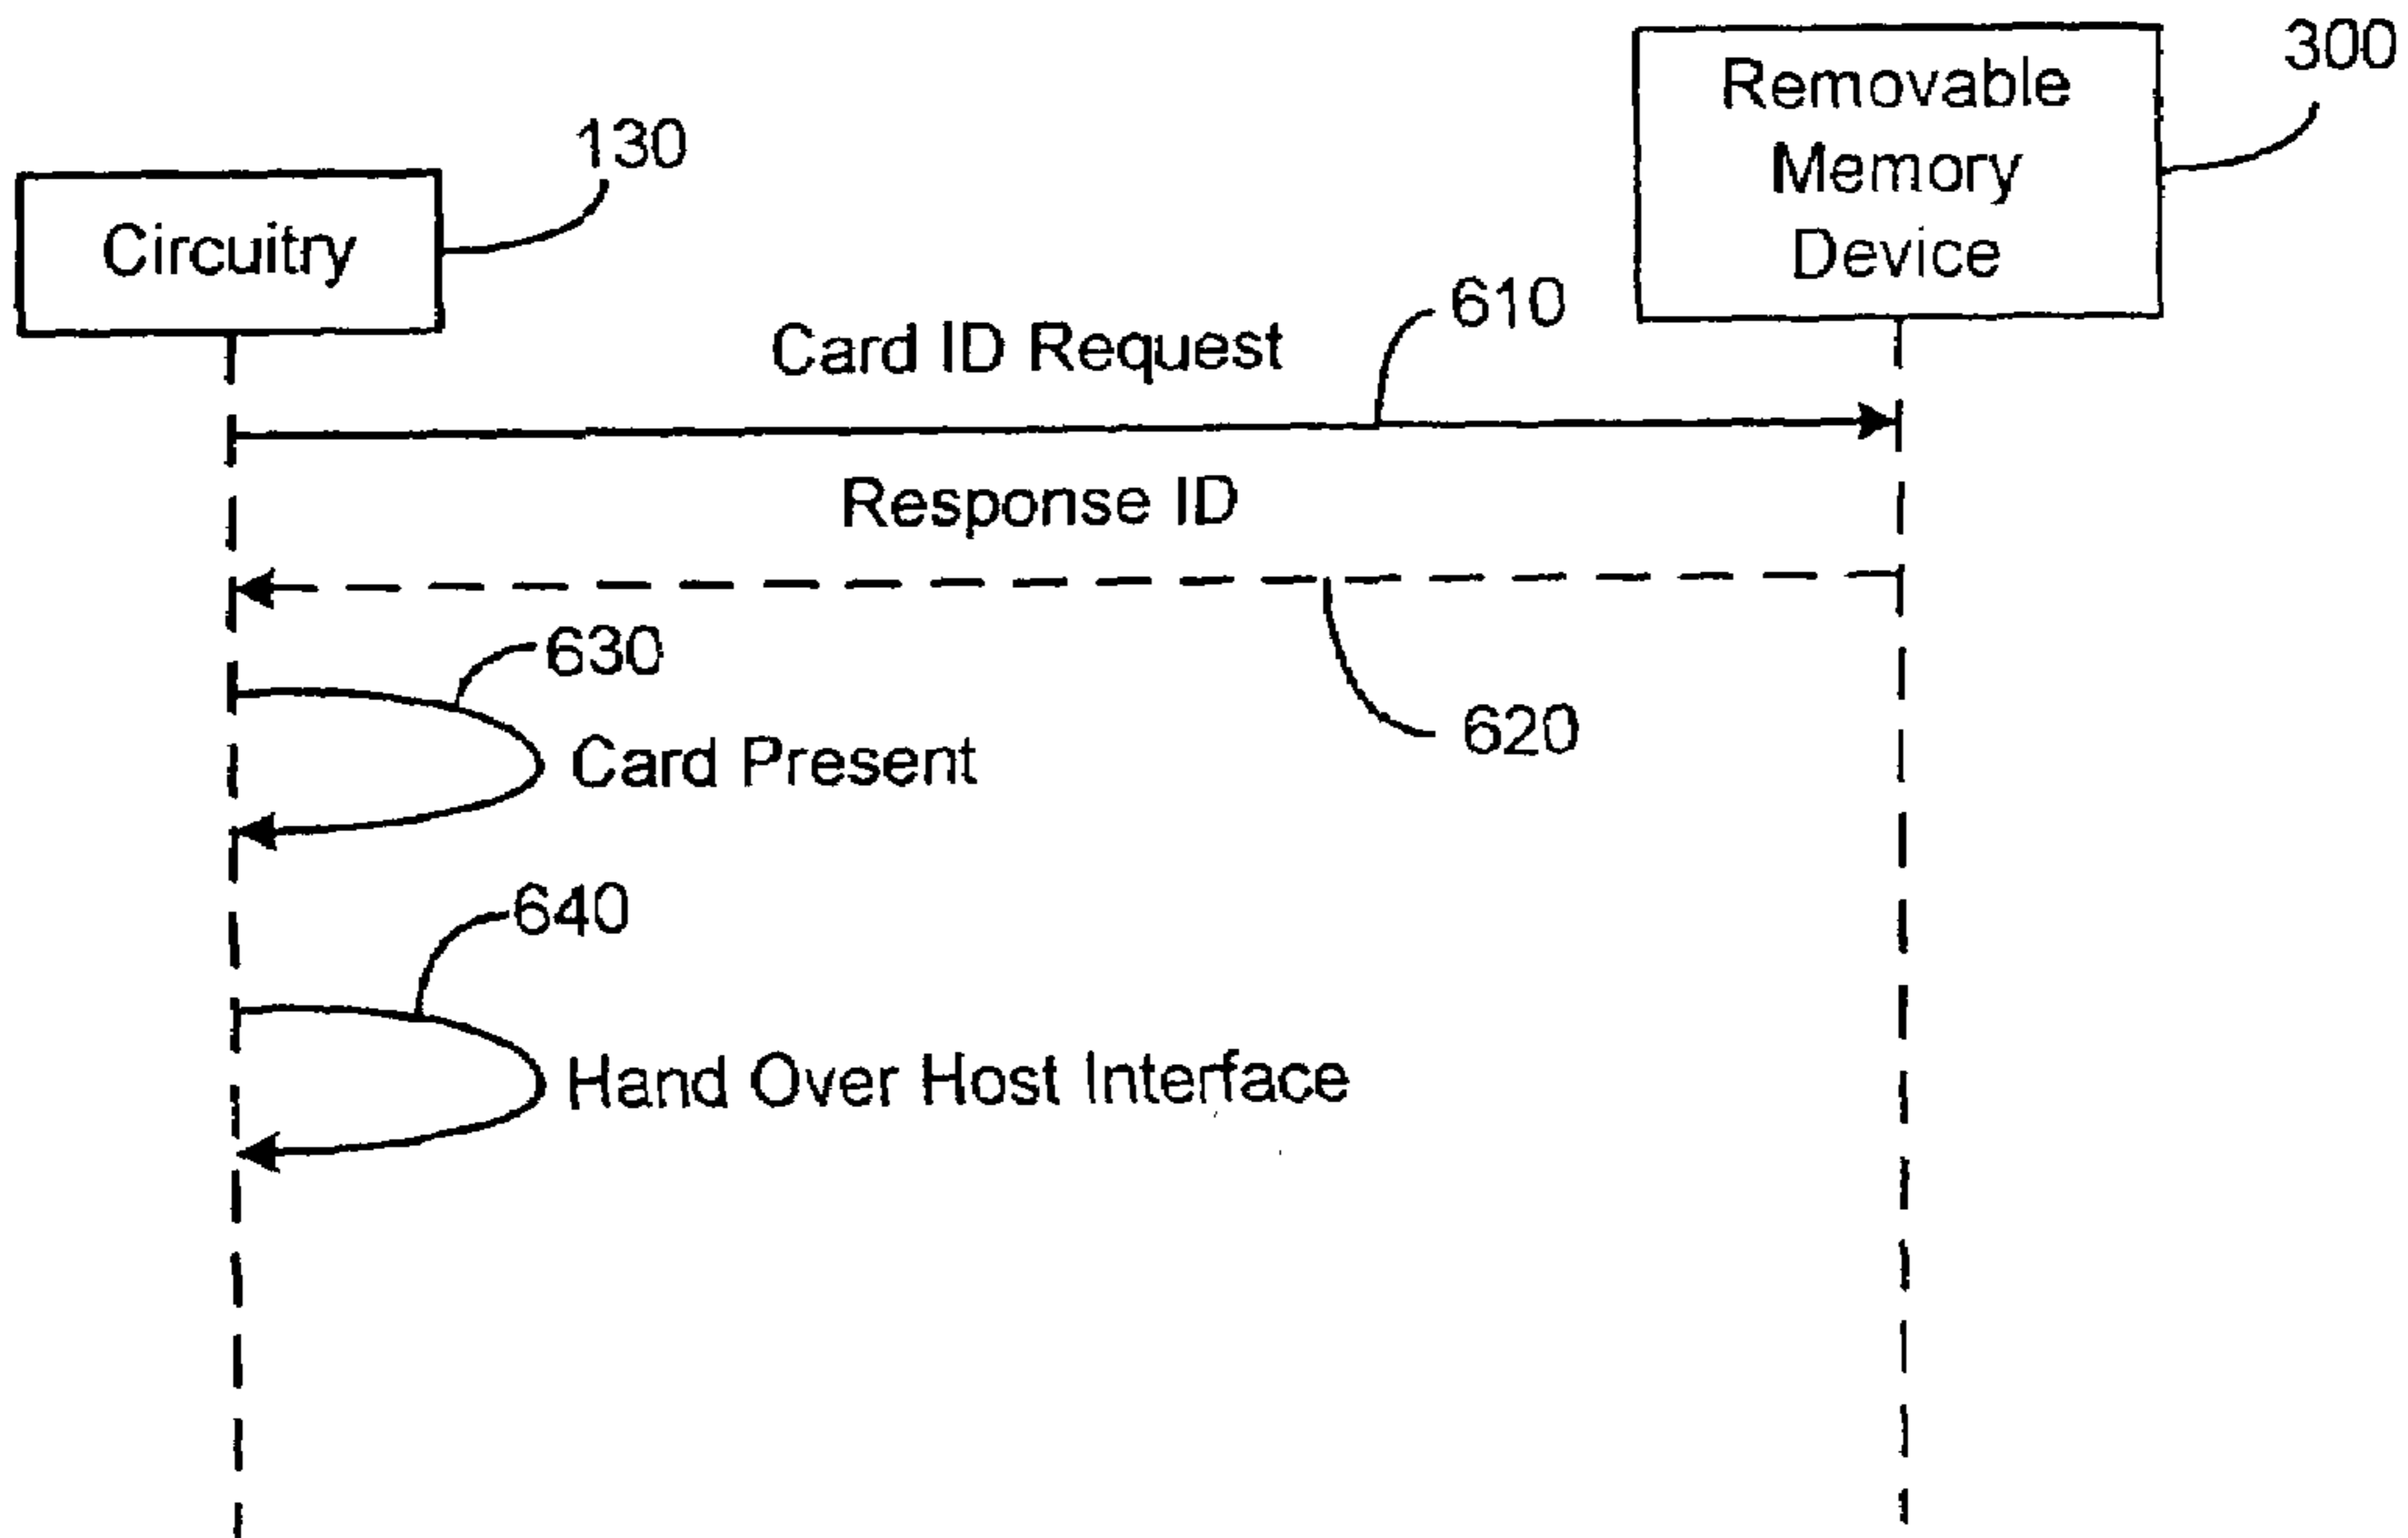 300
Removable
Memory
Device
130
Circuitry
610
Card ID Request
Response ID
630
620
Card Present
640
Hand Over Host Interface